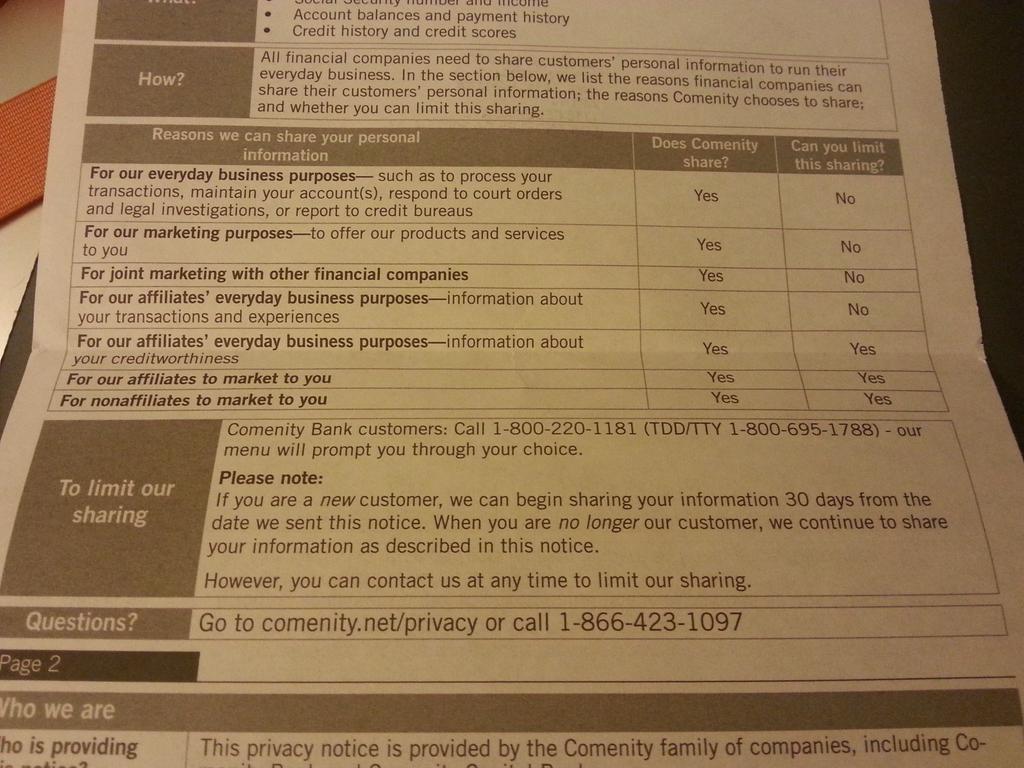 What?
Social Security number and income
• Account balances and payment history
• Credit history and credit scores
How?
All financial companies need to share customers' personal information to run their
everyday business. In the section below, we list the reasons financial companies can
share their customers' personal information; the reasons Comenity chooses to share;
and whether you can limit this sharing.
Reasons we can share your personal
information
Does Comenity
share?
Can you limit
this sharing?
For our everyday business purposes— such as to process your
transactions, maintain your account(s), respond to court orders
and legal investigations, or report to credit bureaus
Yes
No
For our marketing purposes—to offer our products and services
to you
Yes
No
For joint marketing with other financial companies
Yes
No
For our affiliates' everyday business purposes—information about
your transactions and experiences
Yes
No
For our affiliates' everyday business purposes—information about
your creditworthiness
Yes
Yes
For our affiliates to market to you
Yes
Yes
For nonaffiliates to market to you
Yes
Yes
To limit our
sharing
Comenity Bank customers: Call 1-800-220-1181 (TDD/TTY 1-800-695-1788) - our
menu will prompt you through your choice.
Please note:
If you are a new customer, we can begin sharing your information 30 days from the
date we sent this notice. When you are no longer our customer, we continue to share
your information as described in this notice.
However, you can contact us at any time to limit our sharing.
Questions?
Go to comenity.net/privacy or call 1-866-423-1097
Page 2
Who we are
ho is providing
This privacy notice is provided by the Comenity family of companies, including Co-